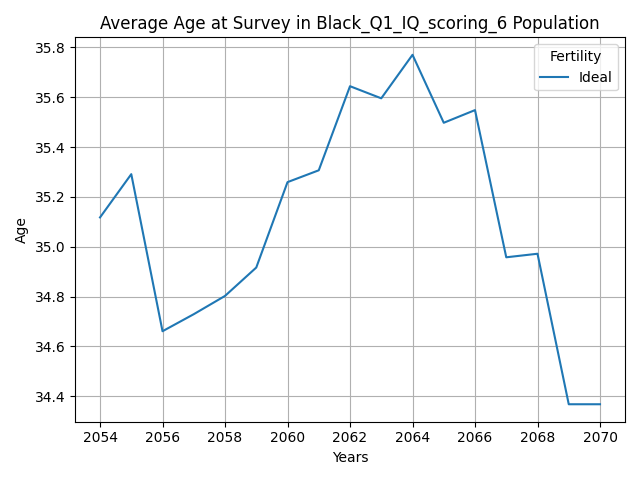 Average Age at Survey in Black_Q1_IQ_scoring_6 Population
Fertility
Ideal
Age
35.8
35.6
35.4
35.2
35.0
34.8
34.6
34.4
2054 2056 2058 2060 2062 2064 2066 2068 2070
Years